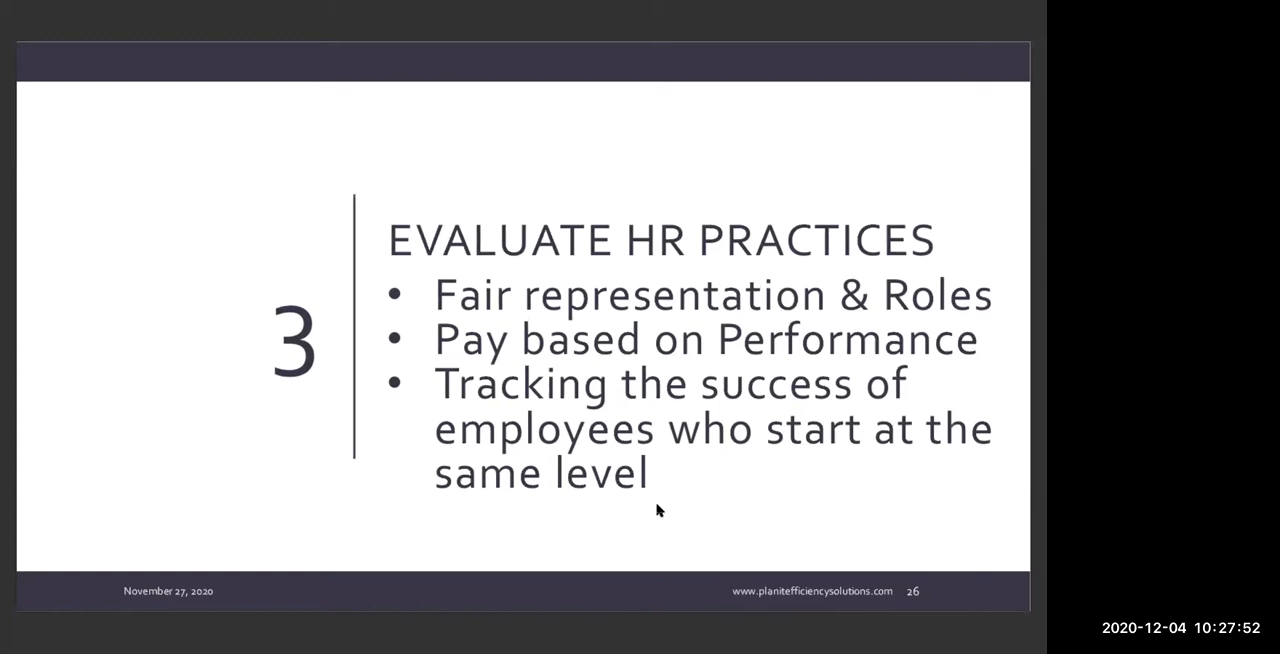 EVALUATE HR PRACTICES
• Fair representation & Roles
• Pay based on Performance
• Tracking the success of
employees who start at the
same level
3
November 27, 2020
www.planitefficiencysolutions.com 26
2020-12-04 10:27:52